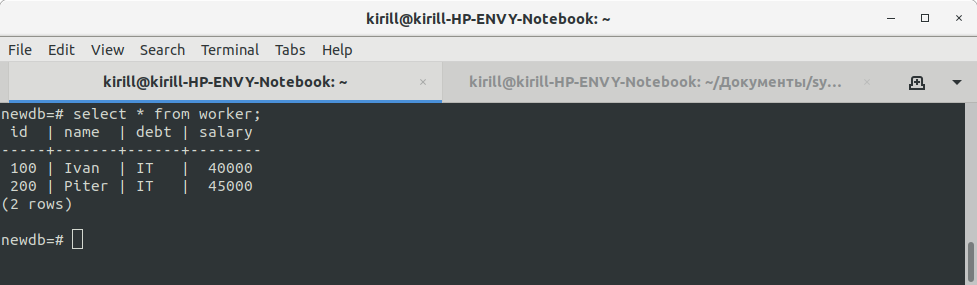 kirill@kirill-HP-ENVY-Notebook: ~
File Edit View Search Terminal Tabs Help
kirill@kirill-HP-ENVY-Notebook: ~ × kirill@kirill-HP-ENVY-Notebook: ~/Документы/sy... ×
newdb=# select * from worker;
 id  | name  | debt | salary
-----+-------+------+--------
 100 | Ivan  | IT   |  40000
 200 | Piter | IT   |  45000
(2 rows)
newdb=#